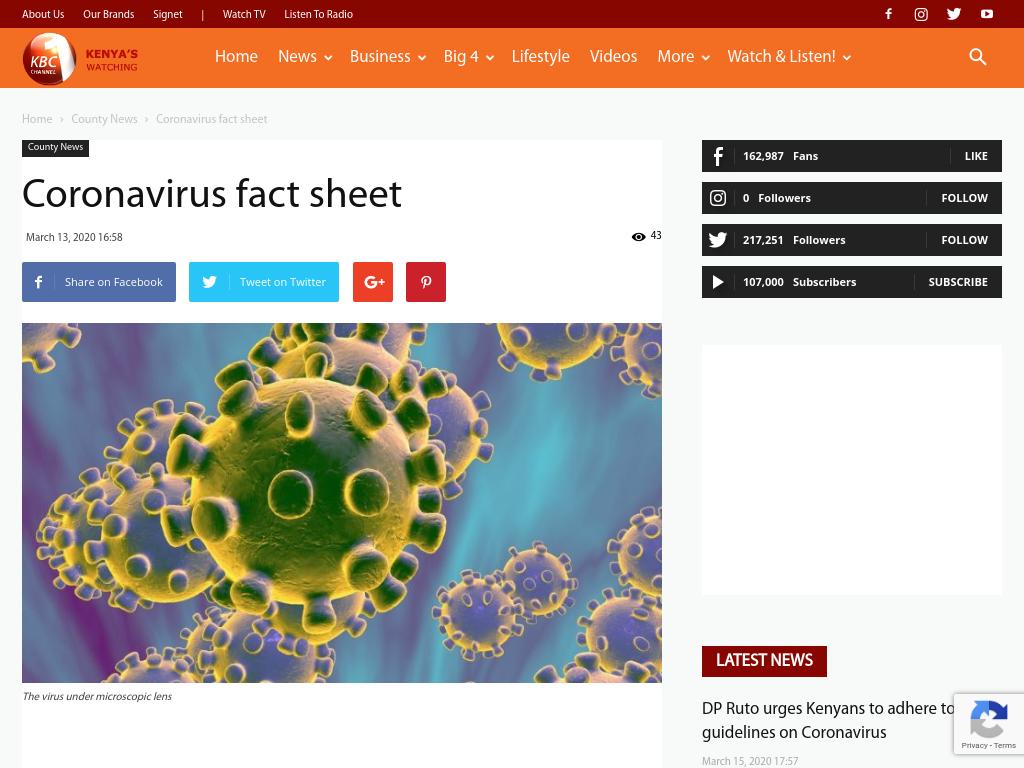 About Us
Our Brands
Signet
|
Watch TV
Listen To Radio
KBC
CHANNEL
1
KENYA'S
WATCHING
Home
News
Business
Big 4
Lifestyle
Videos
More
Watch & Listen!
Home › County News › Coronavirus fact sheet
County News
Coronavirus fact sheet
March 13, 2020 16:58
43
Share on Facebook
Tweet on Twitter
G+
The virus under microscopic lens
162,987 Fans LIKE
0 Followers FOLLOW
217,251 Followers FOLLOW
107,000 Subscribers SUBSCRIBE
LATEST NEWS
DP Ruto urges Kenyans to adhere to
guidelines on Coronavirus
March 15, 2020 17:57
Privacy - Terms